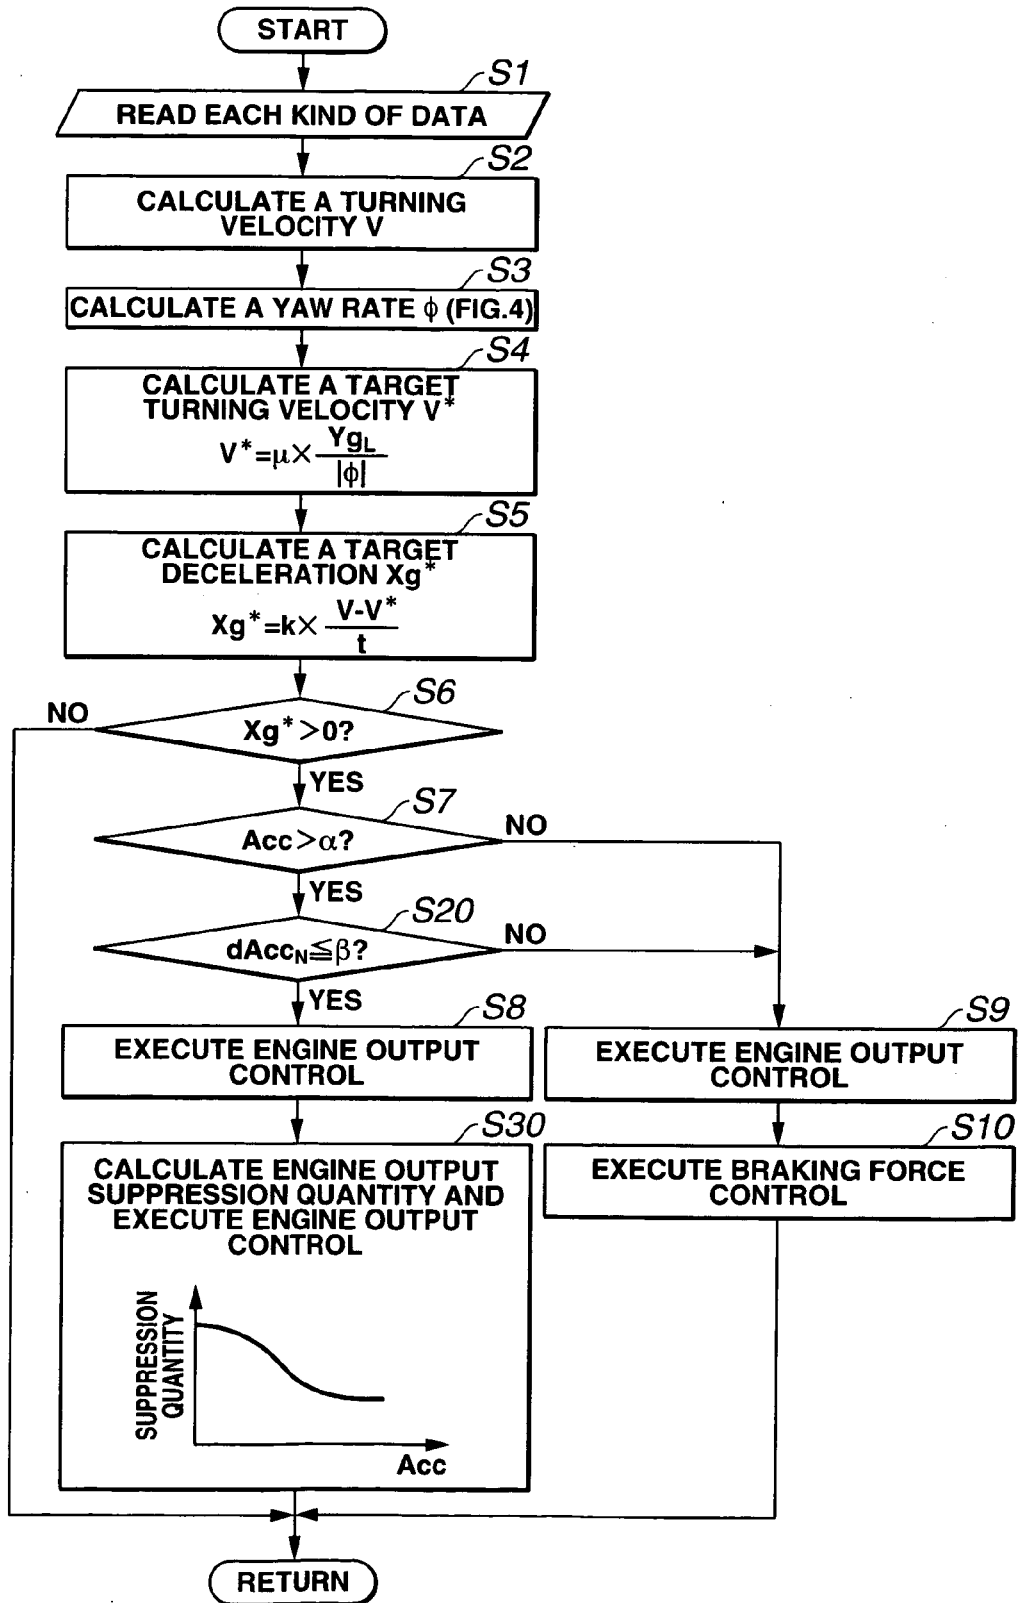 START
S1
READ EACH KIND OF DATA
S2
CALCULATE A TURNING
VELOCITY V
S3
CALCULATE A YAW RATE ϕ (FIG.4)
S4
CALCULATE A TARGET
TURNING VELOCITY V*
V*=μ× Yg_L / |ϕ|
S5
CALCULATE A TARGET
DECELERATION Xg*
Xg*=k× V-V* / t
S6
NO
Xg*>0?
YES
S7
Acc>α?
NO
YES
S20
dAcc_N≦β?
NO
YES
S8
EXECUTE ENGINE OUTPUT
CONTROL
S9
EXECUTE ENGINE OUTPUT
CONTROL
S30
CALCULATE ENGINE OUTPUT
SUPPRESSION QUANTITY AND
EXECUTE ENGINE OUTPUT
CONTROL
SUPPRESSION
QUANTITY
Acc
S10
EXECUTE BRAKING FORCE
CONTROL
RETURN